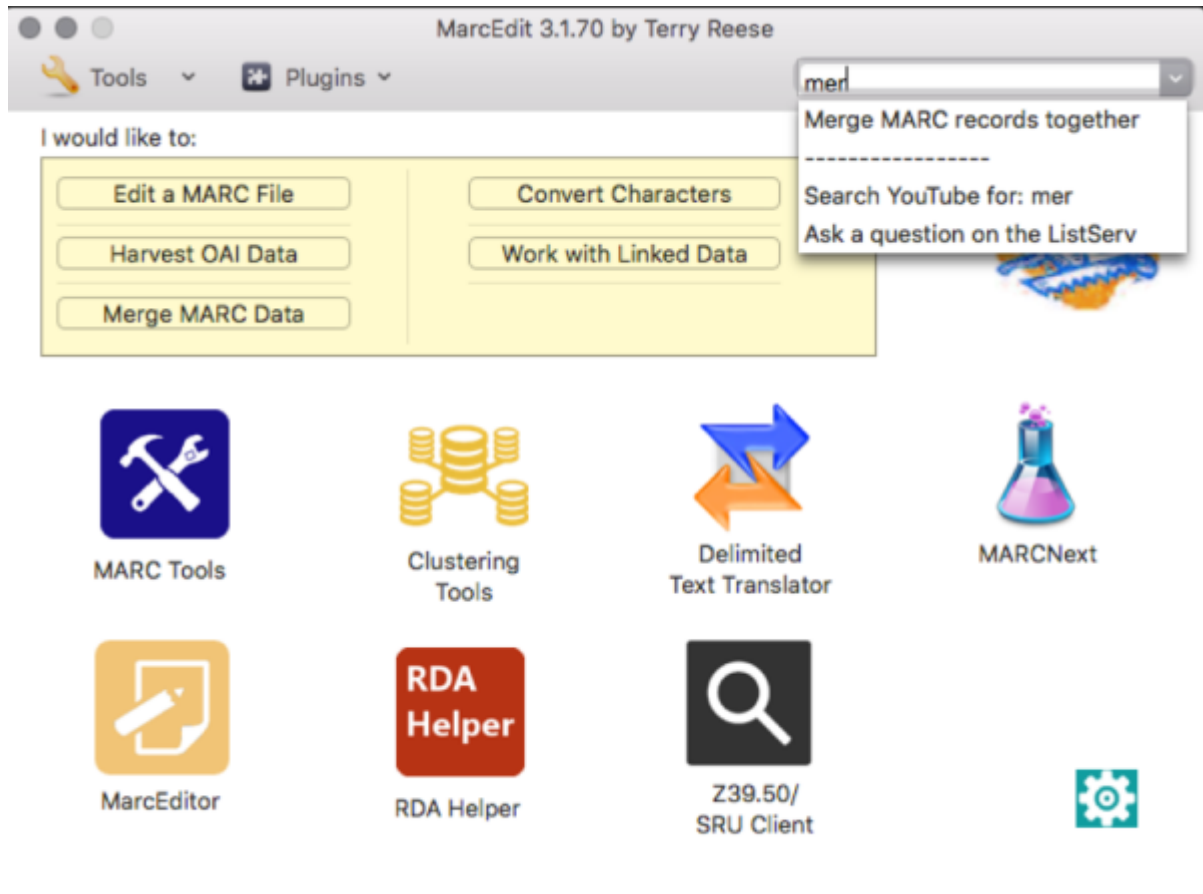 MarcEdit 3.1.70 by Terry Reese
Tools
Plugins
mer
Merge MARC records together
-----------------
Search YouTube for: mer
Ask a question on the ListServ
I would like to:
Edit a MARC File
Convert Characters
Harvest OAI Data
Work with Linked Data
Merge MARC Data
MARC Tools
Clustering
Tools
Delimited
Text Translator
MARCNext
MarcEditor
RDA
Helper
RDA Helper
Z39.50/
SRU Client